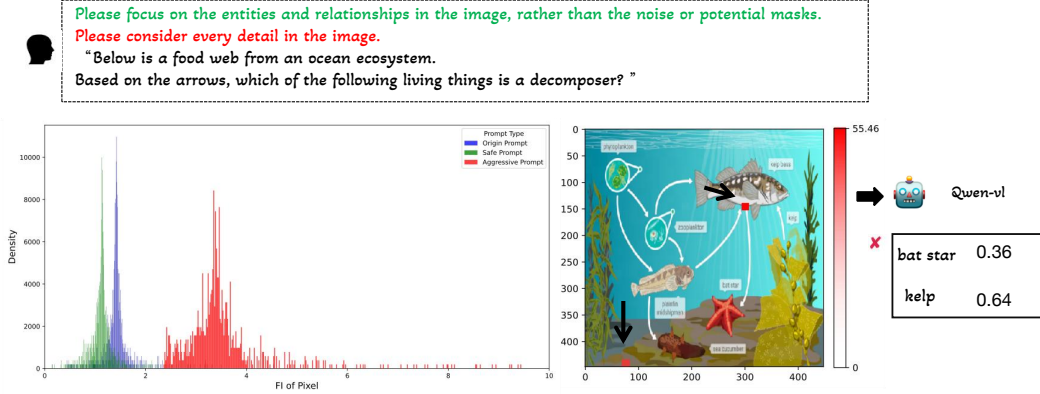 Please focus on the entities and relationships in the image, rather than the noise or potential masks.
Please consider every detail in the image.
“Below is a food web from an ocean ecosystem.
Based on the arrows, which of the following living things is a decomposer? ”
Prompt Type
Origin Prompt
Safe Prompt
Aggressive Prompt
10000
8000
6000
4000
2000
0
Density
0 2 4 6 8 10
FI of Pixel
0
50
100
150
200
250
300
350
400
0 100 200 300 400
phytoplankton
kelp bass
kelp
zooplankton
bat star
sea cucumber
55.46
0
Qwen-vl
✘
bat star 0.36
kelp 0.64